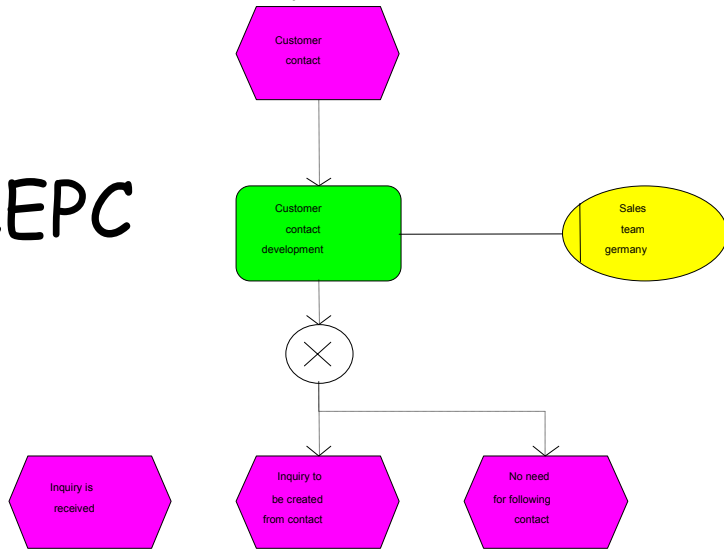 Customer
contact
EPC
Customer
contact
development
Sales
team
germany
Inquiry is
received
Inquiry to
be created
from contact
No need
for following
contact